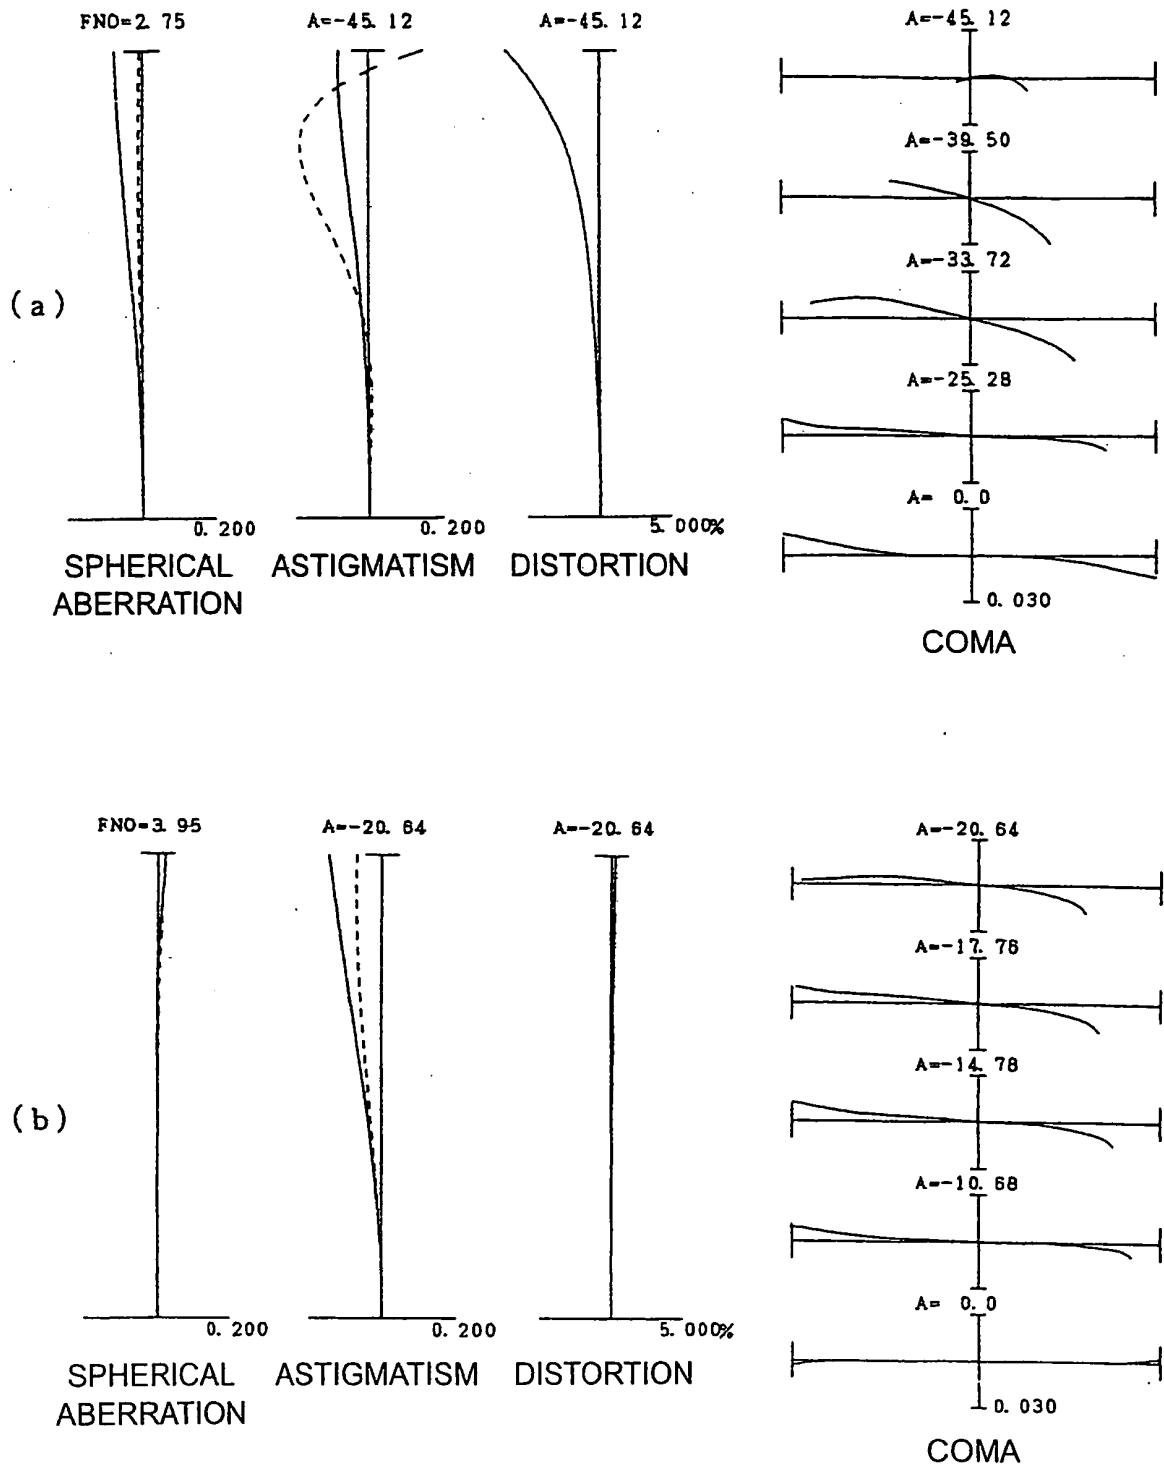 (a)
FNO=2.75
A=-45.12
A=-45.12
0.200
0.200
5.000%
SPHERICAL
ABERRATION
ASTIGMATISM
DISTORTION
A=-45.12
A=-39.50
A=-33.72
A=-25.28
A= 0.0
0.030
COMA
(b)
FNO=3.95
A=-20.64
A=-20.64
0.200
0.200
5.000%
SPHERICAL
ABERRATION
ASTIGMATISM
DISTORTION
A=-20.64
A=-17.76
A=-14.78
A=-10.68
A= 0.0
0.030
COMA